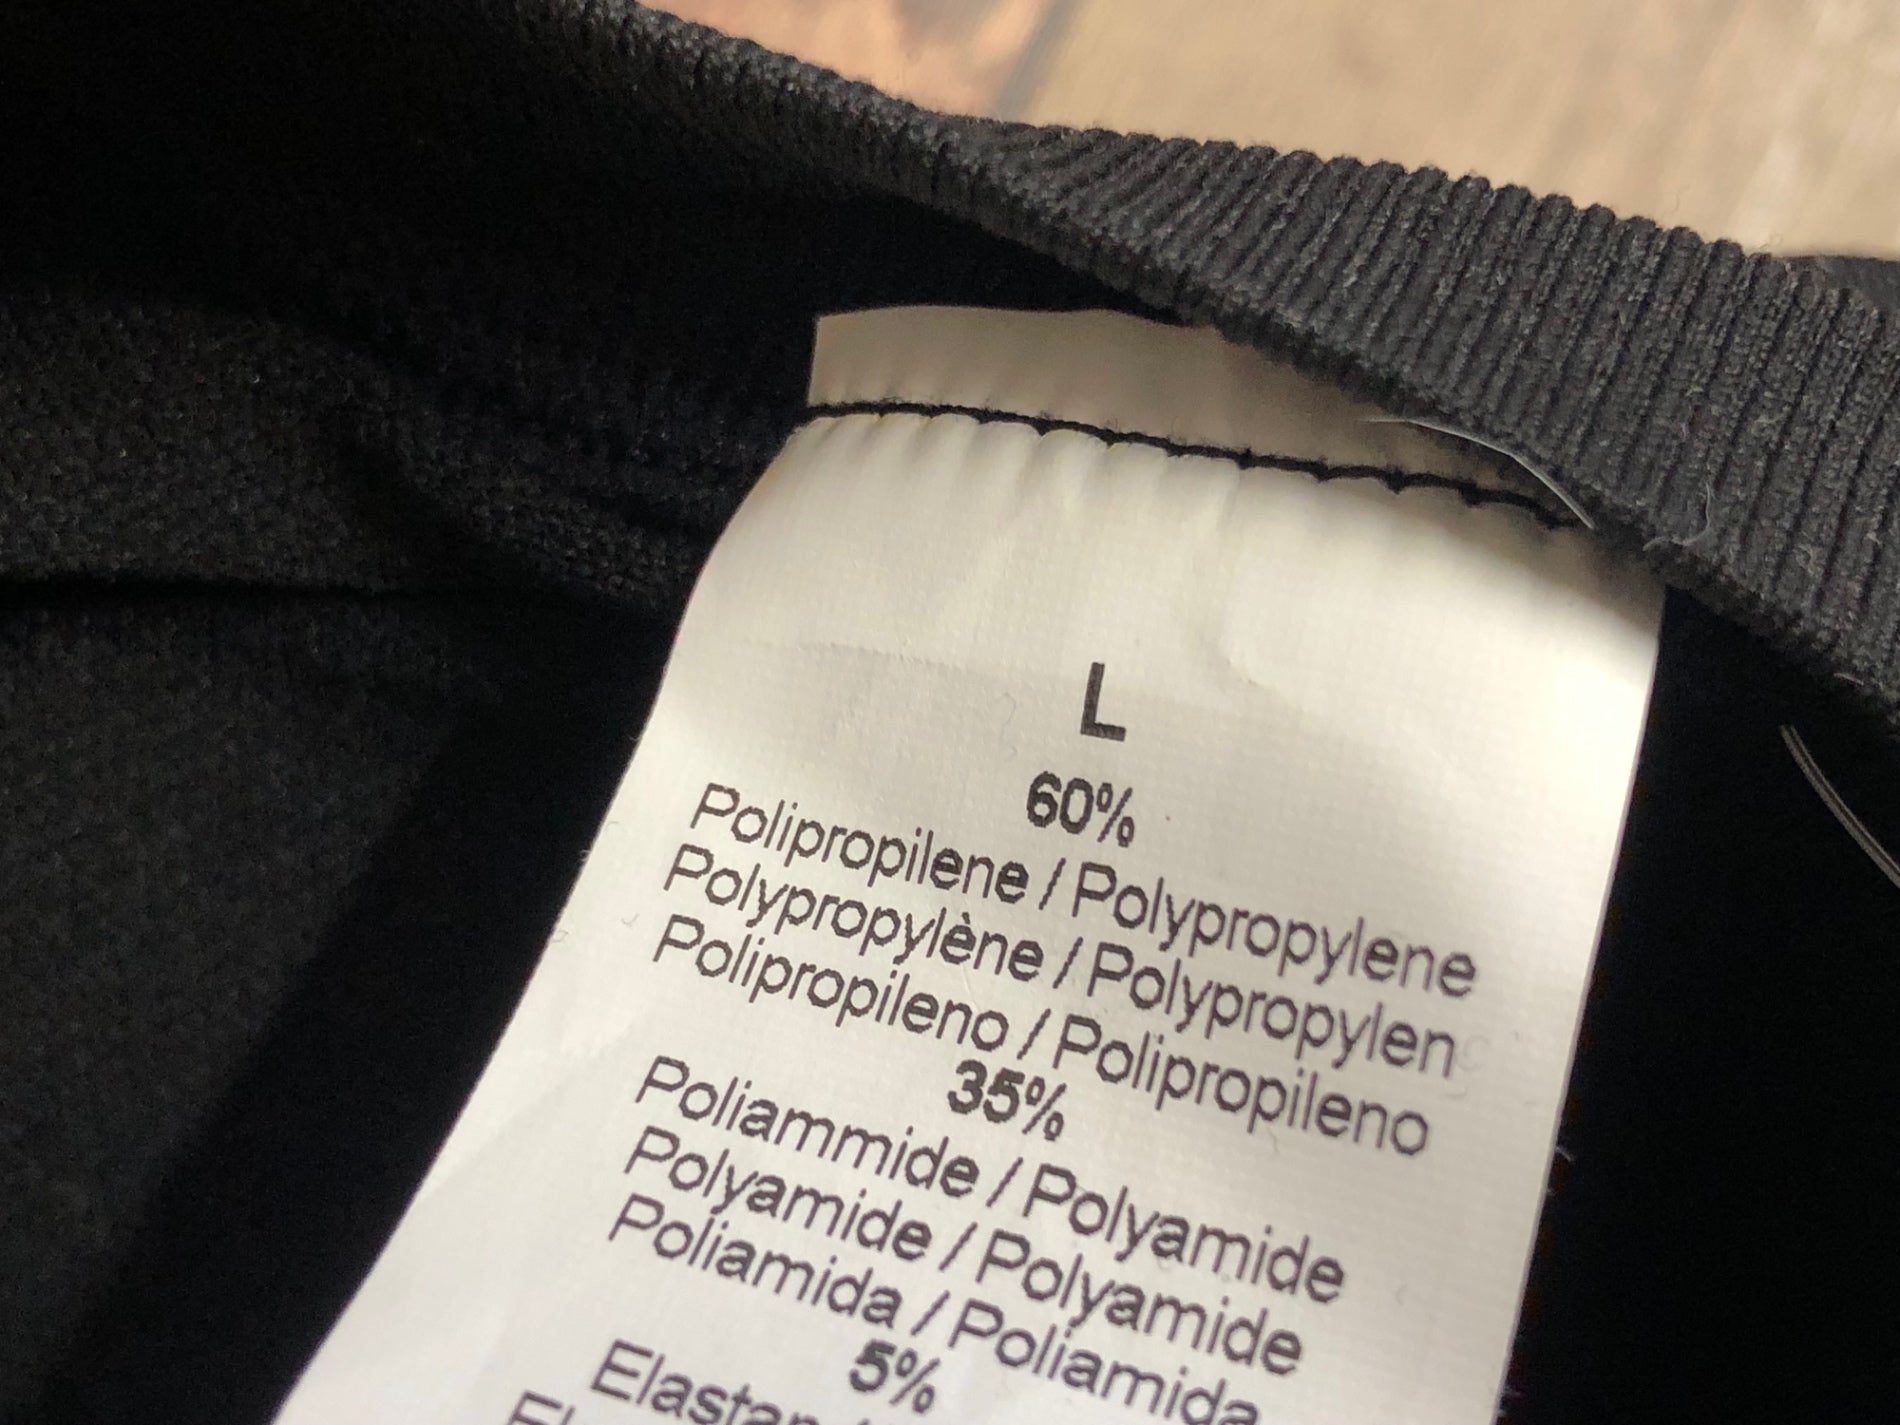 L
60%
Polipropilene / Polypropylene
Polypropylène / Polypropylen
Polipropileno / Polipropileno
35%
Poliammide / Polyamide
Polyamide / Polyamide
Poliamida / Poliamida
5%